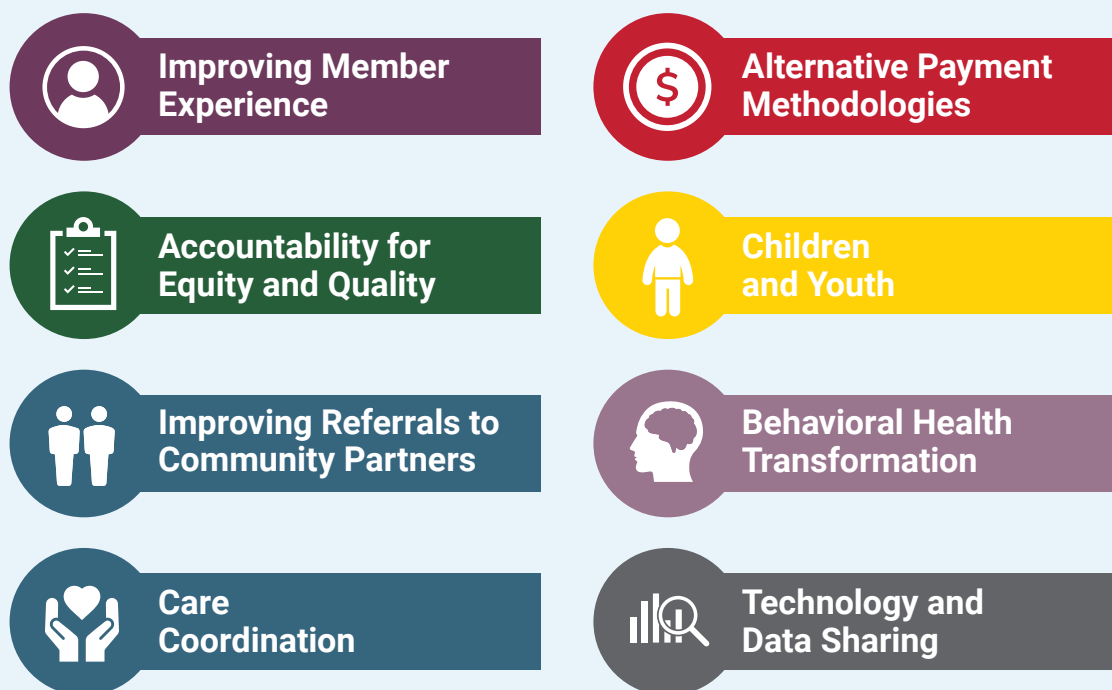 Improving Member
Experience
Alternative Payment
Methodologies
Accountability for
Equity and Quality
Children
and Youth
Improving Referrals to
Community Partners
Behavioral Health
Transformation
Care
Coordination
Technology and
Data Sharing